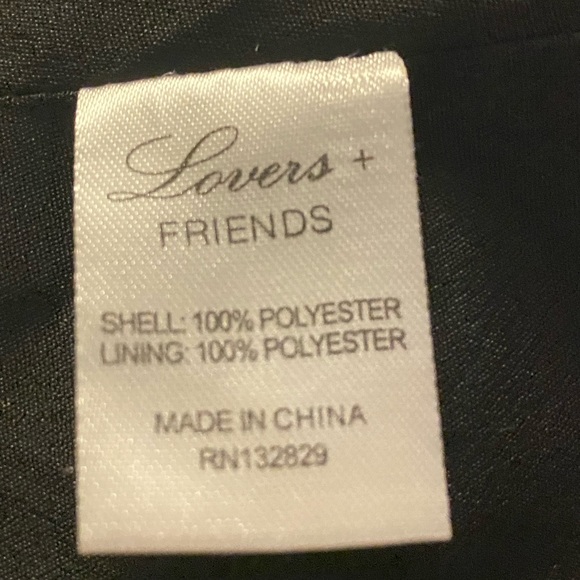 Lovers +
FRIENDS
SHELL: 100% POLYESTER
LINING: 100% POLYESTER
MADE IN CHINA
RN132829